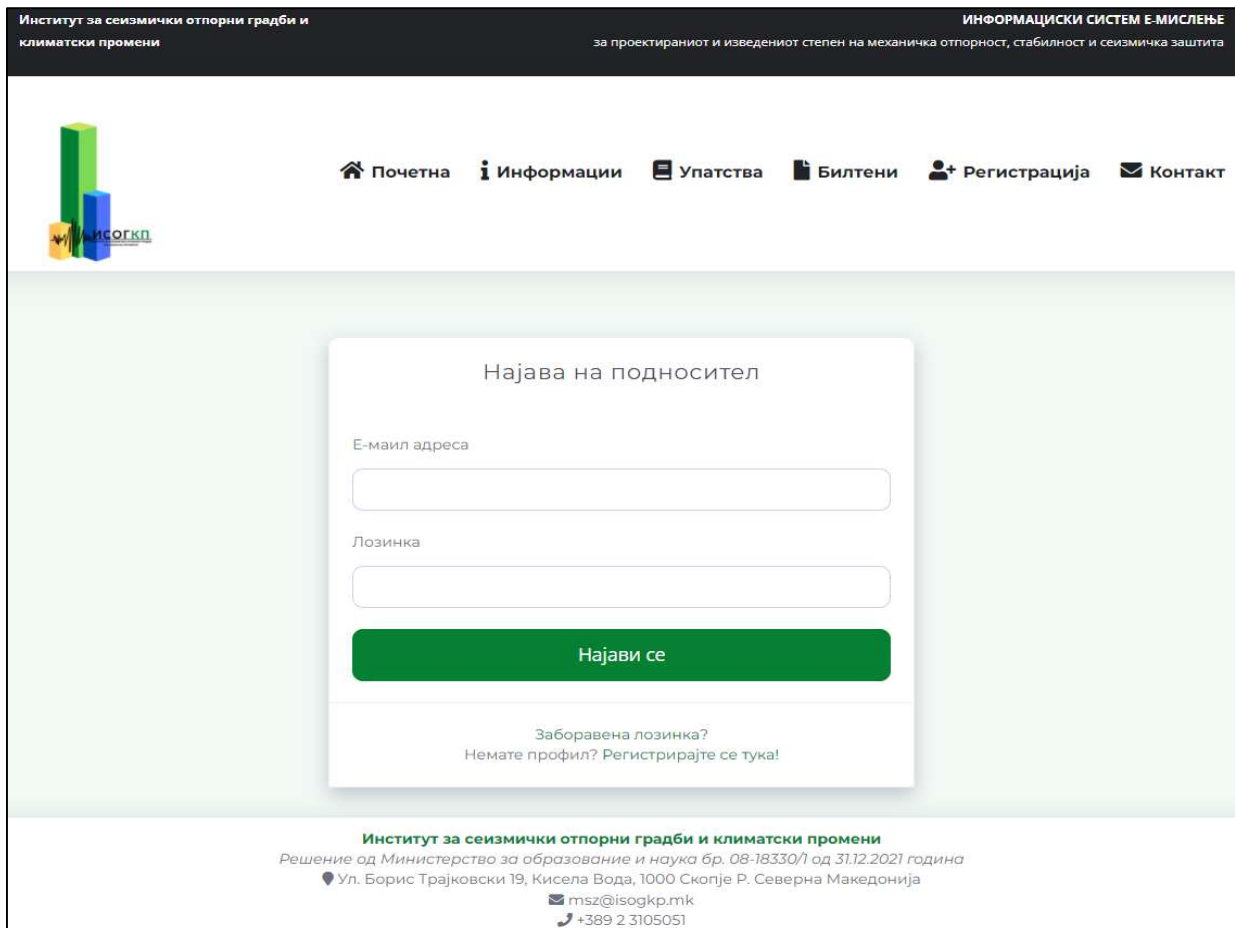 Институт за сеизмички отпорни градби и
климатски промени
ИНФОРМАЦИСКИ СИСТЕМ Е-МИСЛЕЊЕ
за проектираниот и изведениот степен на механичка отпорност, стабилност и сеизмичка заштита
ИСОГКП
Почетна
Информации
Упатства
Билтени
Регистрација
Контакт
Најава на подносител
Е-маил адреса
Лозинка
Најави се
Заборавена лозинка?
Немате профил? Регистрирајте се тука!
Институт за сеизмички отпорни градби и климатски промени
Решение од Министерство за образование и наука бр. 08-18330/1 од 31.12.2021 година
Ул. Борис Трајковски 19, Кисела Вода, 1000 Скопје Р. Северна Македонија
msz@isogkp.mk
+389 2 3105051